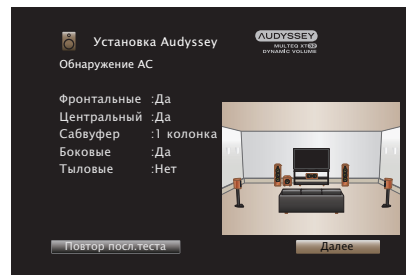 Установка Audyssey
AUDYSSEY
MULTEQ XT32
DYNAMIC VOLUME
Обнаружение АС
Фронтальные :Да
Центральный :Да
Сабвуфер :1 колонка
Боковые :Да
Тыловые :Нет
Повтор посл.теста
Далее